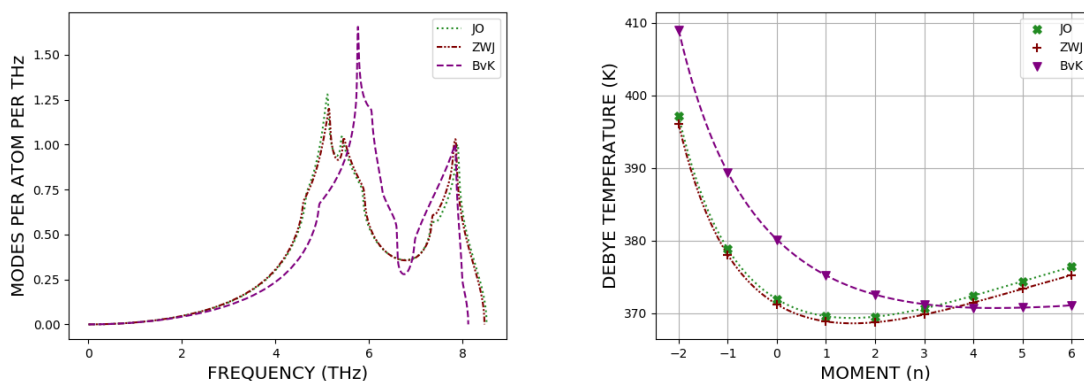 MODES PER ATOM PER THz
1.50
1.25
1.00
0.75
0.50
0.25
0.00
0
2
4
6
8
FREQUENCY (THz)
JO
ZWJ
BvK
DEBYE TEMPERATURE (K)
410
400
390
380
370
−2
−1
0
1
2
3
4
5
6
MOMENT (n)
JO
ZWJ
BvK